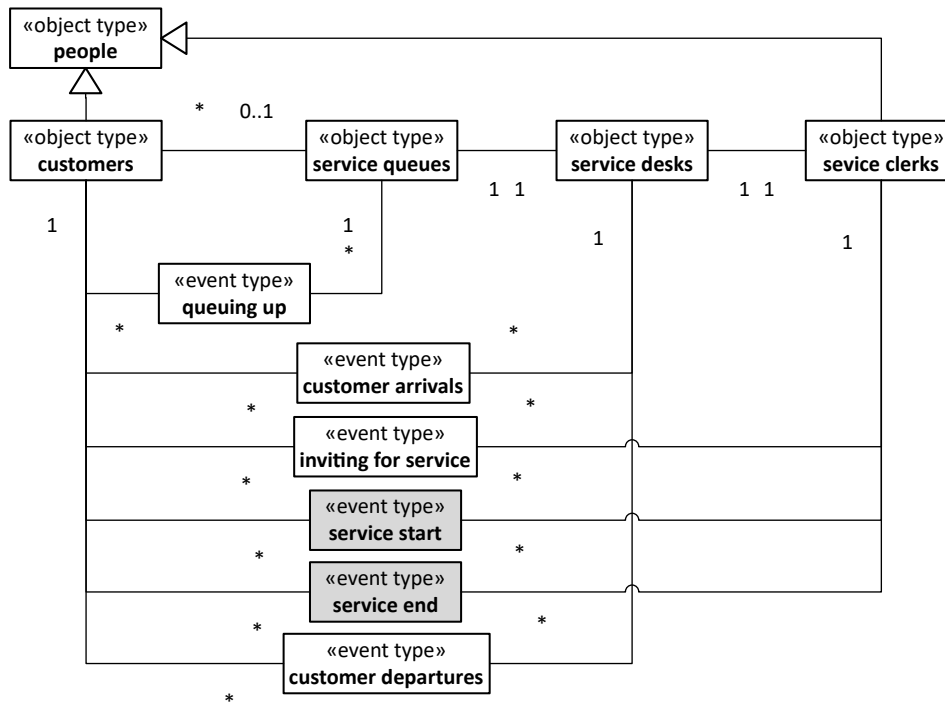 «object type»
people
* 0..1
«object type»
customers
«object type»
service queues
«object type»
service desks
«object type»
sevice clerks
1 1 1 1
1 1 1 1
*
«event type»
queuing up
* *
«event type»
customer arrivals
* *
«event type»
inviting for service
* *
«event type»
service start
* *
«event type»
service end
* *
«event type»
customer departures
*